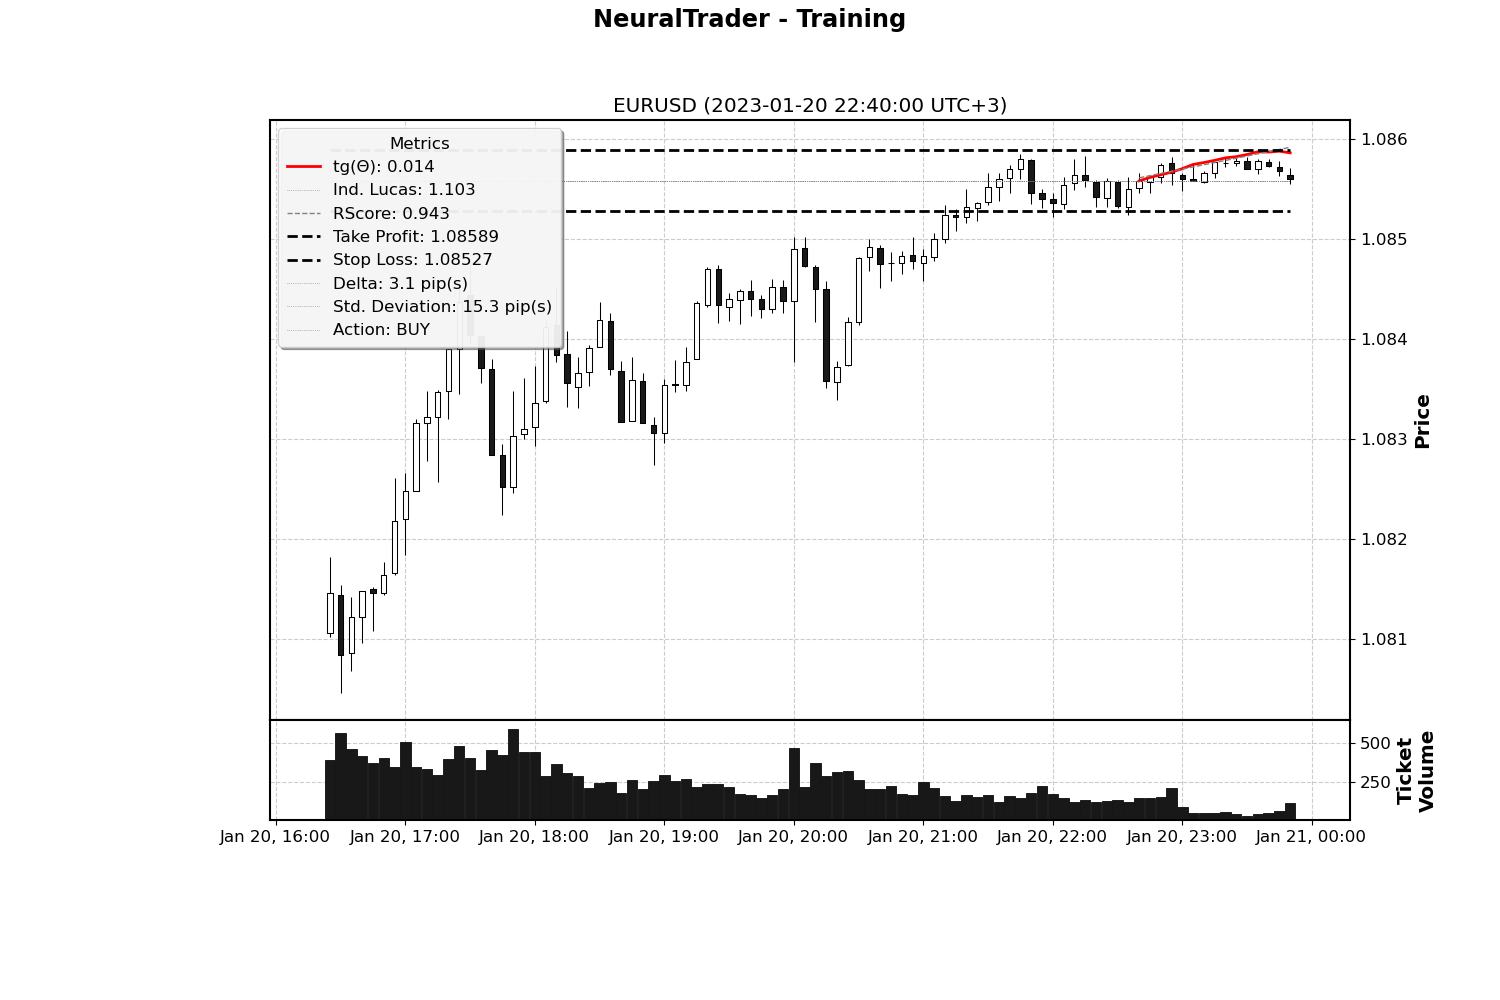 NeuralTrader - Training
EURUSD (2023-01-20 22:40:00 UTC+3)
Metrics
tg(Θ): 0.014
Ind. Lucas: 1.103
RScore: 0.943
Take Profit: 1.08589
Stop Loss: 1.08527
Delta: 3.1 pip(s)
Std. Deviation: 15.3 pip(s)
Action: BUY
1.086
1.085
1.084
1.083
1.082
1.081
Price
500
250
Ticket
Volume
Jan 20, 16:00 Jan 20, 17:00 Jan 20, 18:00 Jan 20, 19:00 Jan 20, 20:00 Jan 20, 21:00 Jan 20, 22:00 Jan 20, 23:00 Jan 21, 00:00